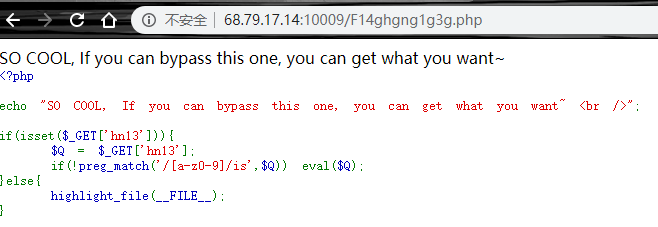 不安全 | 68.79.17.14:10009/F14ghgng1g3g.php
SO COOL, If you can bypass this one, you can get what you want~
<?php
echo "SO COOL, If you can bypass this one, you can get what you want~ <br />";
if(isset($_GET['hn13'])){
$Q = $_GET['hn13'];
if(!preg_match('/[a-z0-9]/is',$Q)) eval($Q);
}else{
highlight_file(__FILE__);
}